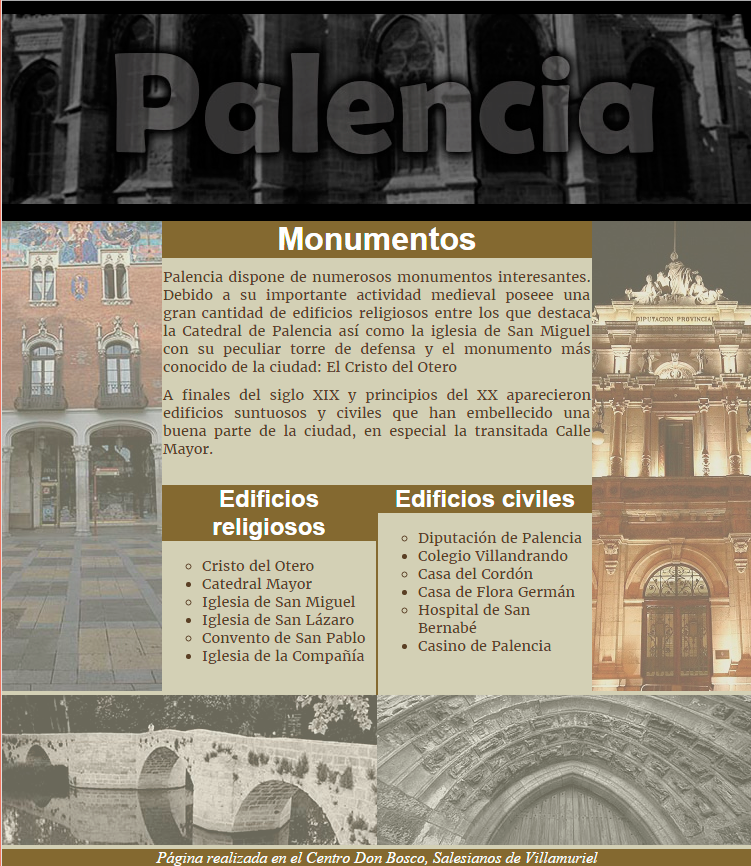 Palencia
Monumentos
DIPUTACION PROVINCIAL
Palencia dispone de numerosos monumentos interesantes.
Debido a su importante actividad medieval poseee una
gran cantidad de edificios religiosos entre los que destaca
la Catedral de Palencia así como la iglesia de San Miguel
con su peculiar torre de defensa y el monumento más
conocido de la ciudad: El Cristo del Otero
A finales del siglo XIX y principios del XX aparecieron
edificios suntuosos y civiles que han embellecido una
buena parte de la ciudad, en especial la transitada Calle
Mayor.
Edificios
religiosos
Cristo del Otero
Catedral Mayor
Iglesia de San Miguel
Iglesia de San Lázaro
Convento de San Pablo
Iglesia de la Compañía
Edificios civiles
Diputación de Palencia
Colegio Villandrando
Casa del Cordón
Casa de Flora Germán
Hospital de San
Bernabé
Casino de Palencia
Página realizada en el Centro Don Bosco, Salesianos de Villamuriel